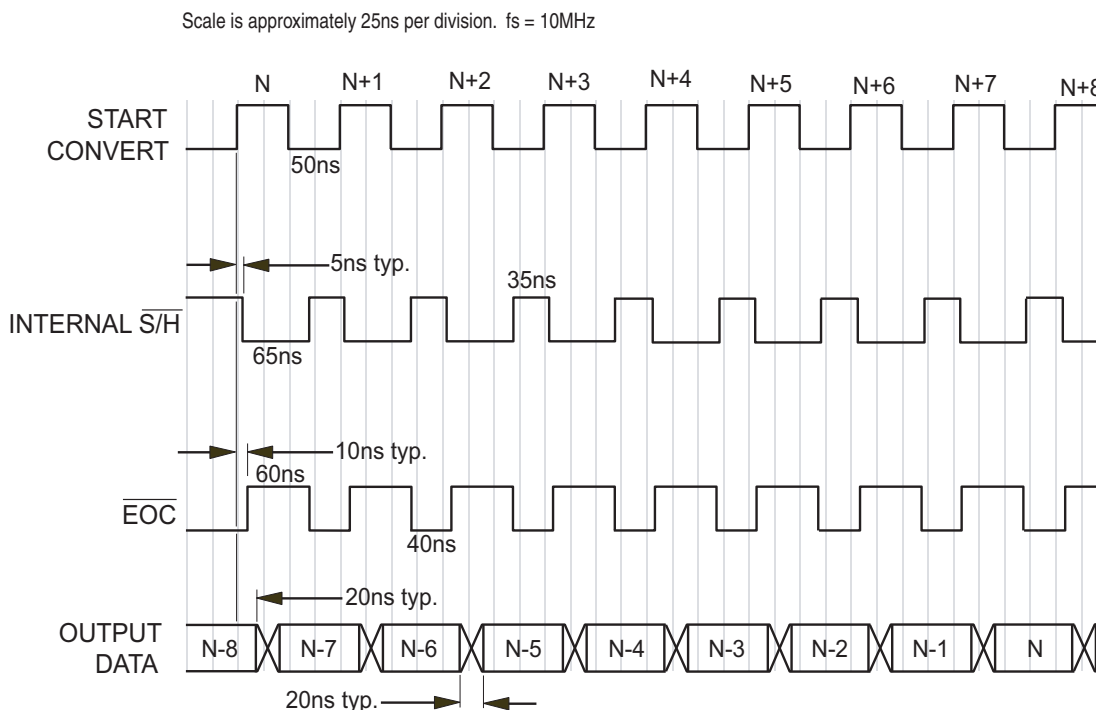 Scale is approximately 25ns per division. fs = 10MHz
N N+1 N+2 N+3 N+4 N+5 N+6 N+7 N+8
START
CONVERT
50ns
5ns typ.
35ns
INTERNAL S/H
65ns
10ns typ.
60ns
EOC
40ns
20ns typ.
OUTPUT
DATA
N-8 N-7 N-6 N-5 N-4 N-3 N-2 N-1 N
20ns typ.